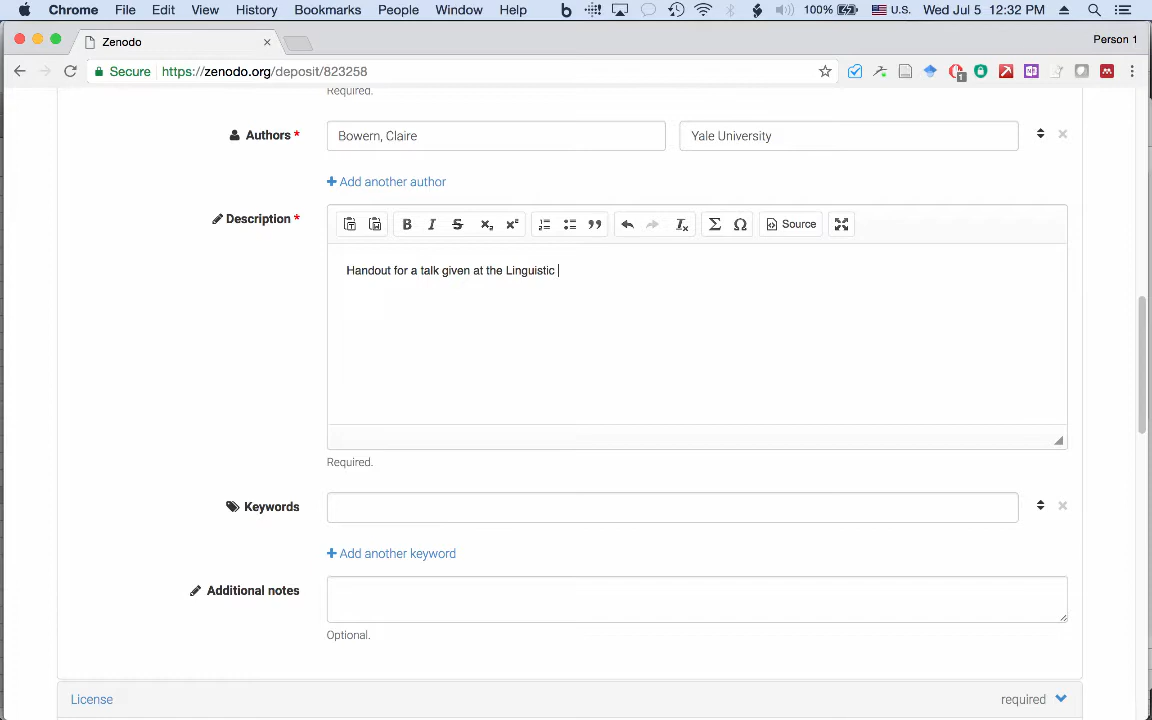 Chrome File Edit View History Bookmarks People Window Help 100% U.S. Wed Jul 5 12:32 PM
Zenodo
Person 1
Secure https://zenodo.org/deposit/823258
Required.
Authors * Bowern, Claire Yale University
Add another author
Description *
Source
Handout for a talk given at the Linguistic
Required.
Keywords
Add another keyword
Additional notes
Optional.
License required